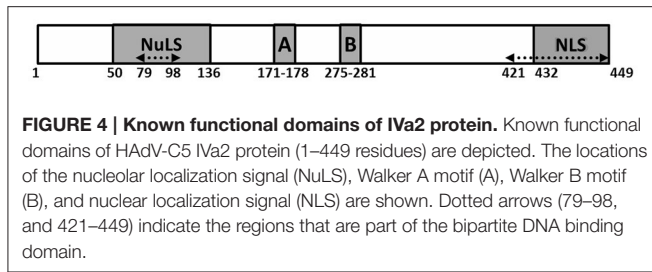 NuLS A B NLS
1 50 79 98 136 171-178 275-281 421 432 449
FIGURE 4 | Known functional domains of IVa2 protein. Known functional
domains of HAdV-C5 IVa2 protein (1–449 residues) are depicted. The locations
of the nucleolar localization signal (NuLS), Walker A motif (A), Walker B motif
(B), and nuclear localization signal (NLS) are shown. Dotted arrows (79–98,
and 421–449) indicate the regions that are part of the bipartite DNA binding
domain.